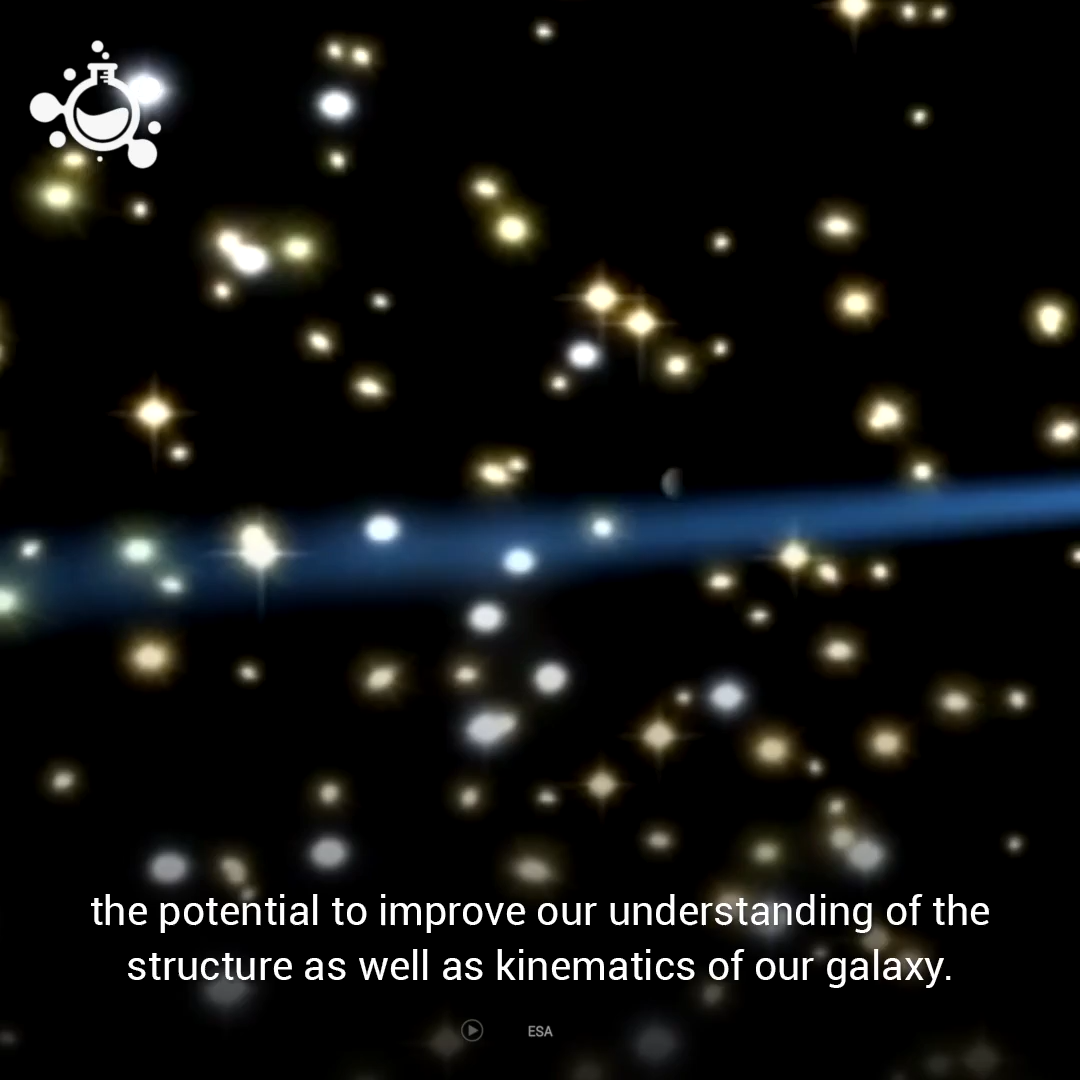 the potential to improve our understanding of the
structure as well as kinematics of our galaxy.
ESA